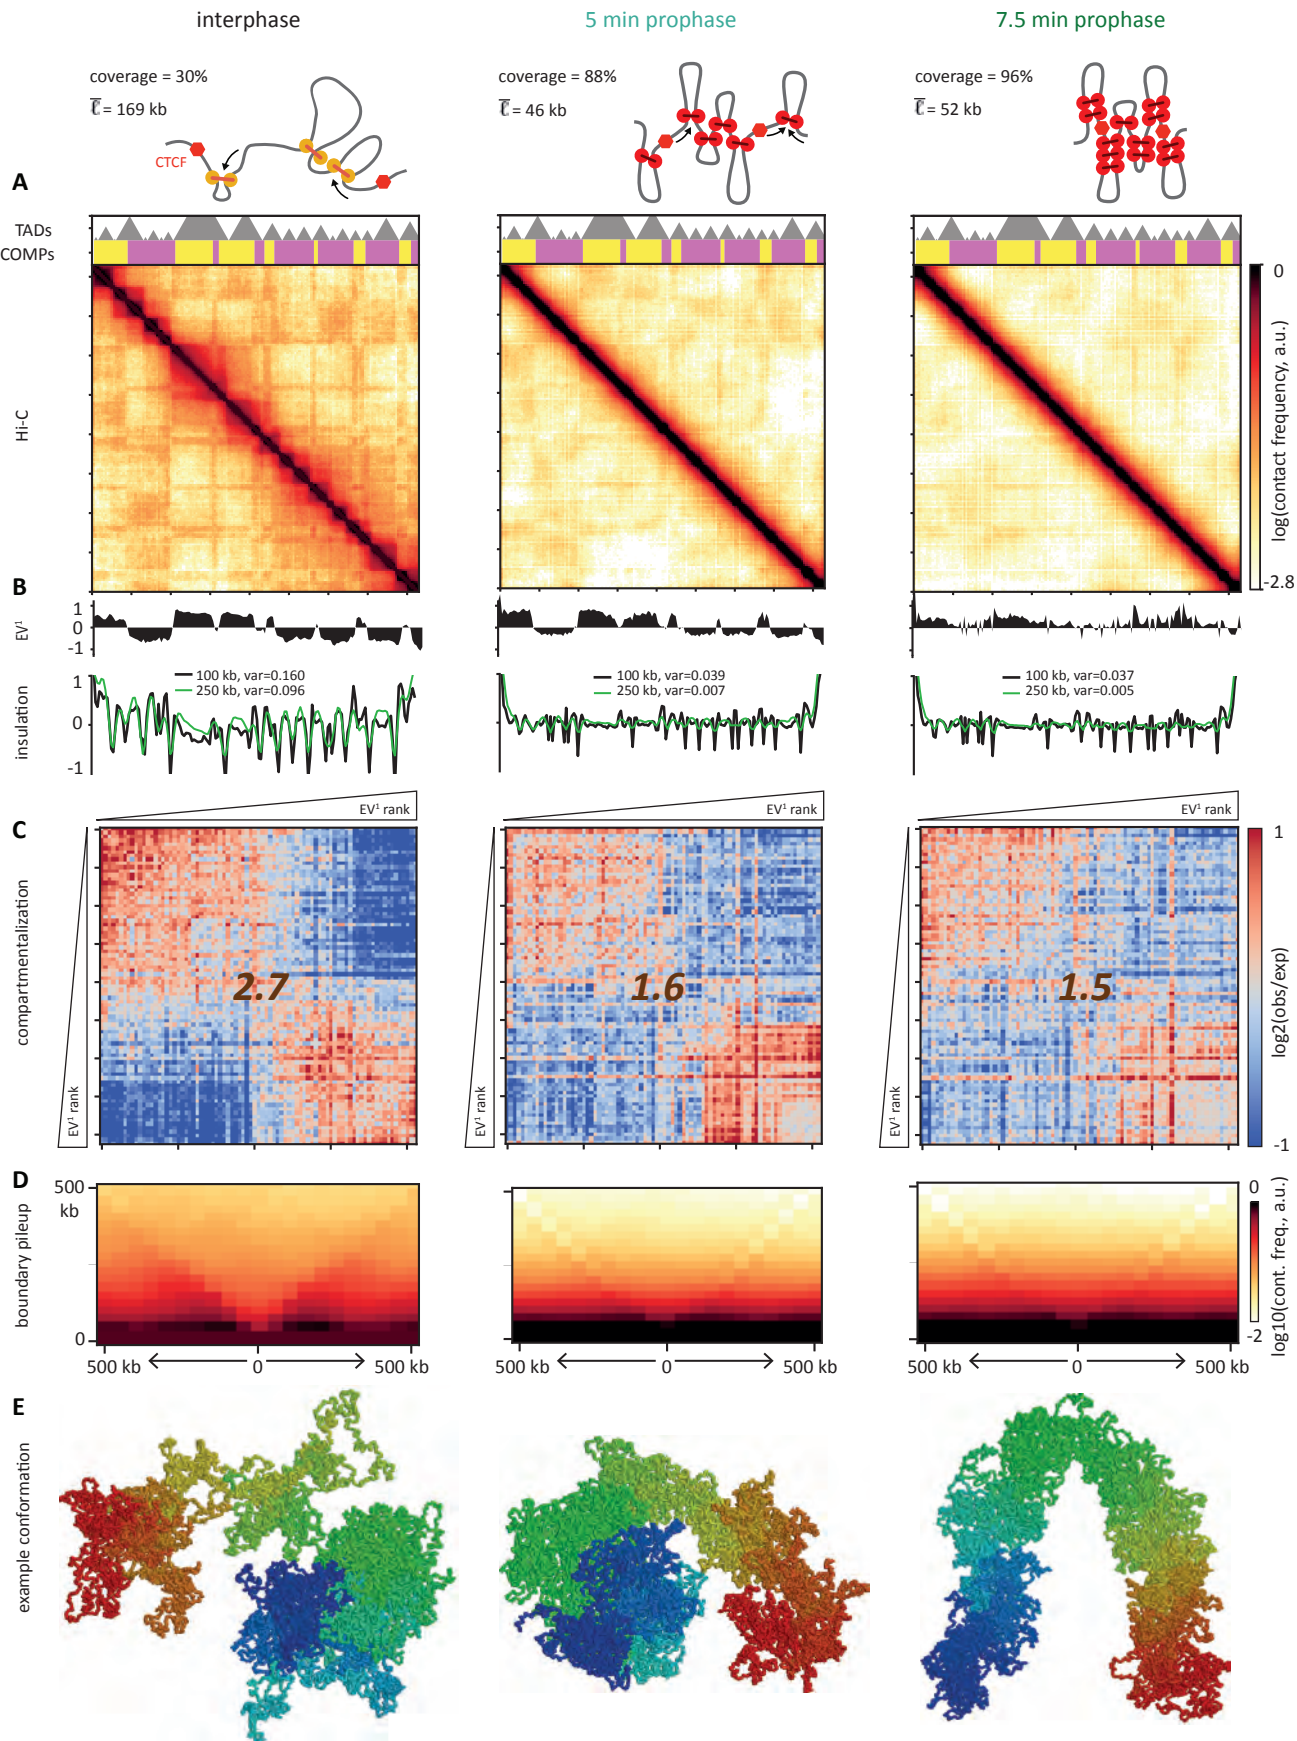 interphase
5 min prophase
7.5 min prophase
coverage = 30%
ℓ̅ = 169 kb
coverage = 88%
ℓ̅ = 46 kb
coverage = 96%
ℓ̅ = 52 kb
CTCF
A
TADs
COMPs
Hi-C
0
log(contact frequency, a.u.)
-2.8
B
EV¹
1
0
-1
insulation
1
0
-1
100 kb, var=0.160
250 kb, var=0.096
100 kb, var=0.039
250 kb, var=0.007
100 kb, var=0.037
250 kb, var=0.005
C
compartmentalization
EV¹ rank
EV¹ rank
EV¹ rank
EV¹ rank
EV¹ rank
EV¹ rank
2.7
1.6
1.5
1
log2(obs/exp)
-1
D
boundary pileup
500
kb
0
500 kb
0
500 kb
500 kb
0
500 kb
500 kb
0
500 kb
0
log10(cont. freq., a.u.)
-2
E
example conformation